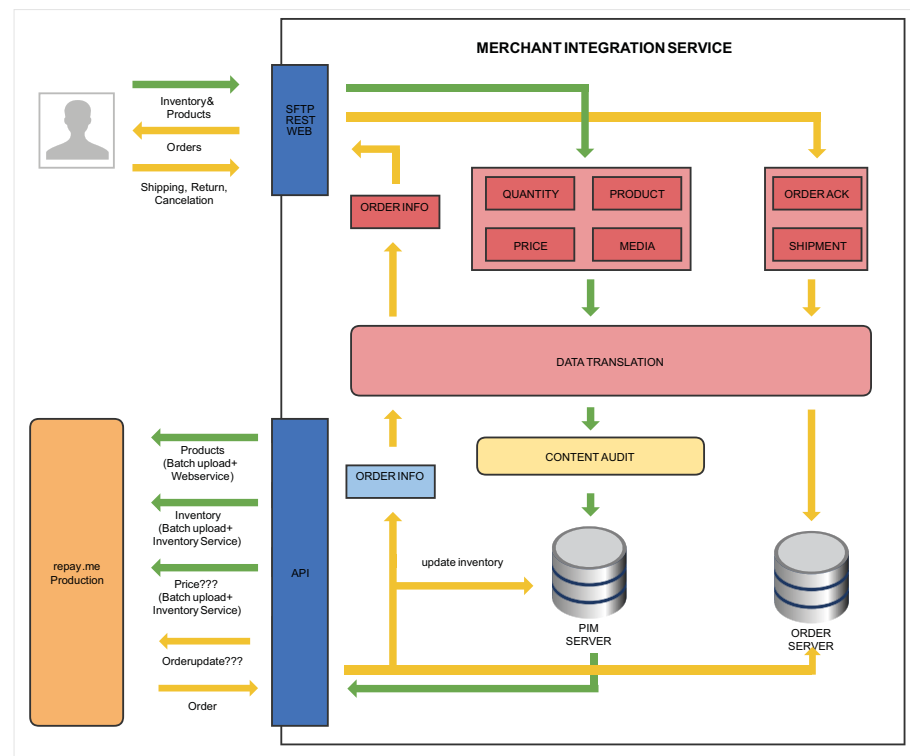 MERCHANT INTEGRATION SERVICE
Inventory&
Products
Orders
Shipping, Return,
Cancelation
SFTP
REST
WEB
ORDER INFO
QUANTITY
PRODUCT
PRICE
MEDIA
ORDER ACK
SHIPMENT
DATA TRANSLATION
CONTENT AUDIT
ORDER INFO
repay.me
Production
Products
(Batch upload+
Webservice)
Inventory
(Batch upload+
Inventory Service)
Price???
(Batch upload+
Inventory Service)
Orderupdate???
Order
API
update inventory
PIM
SERVER
ORDER
SERVER